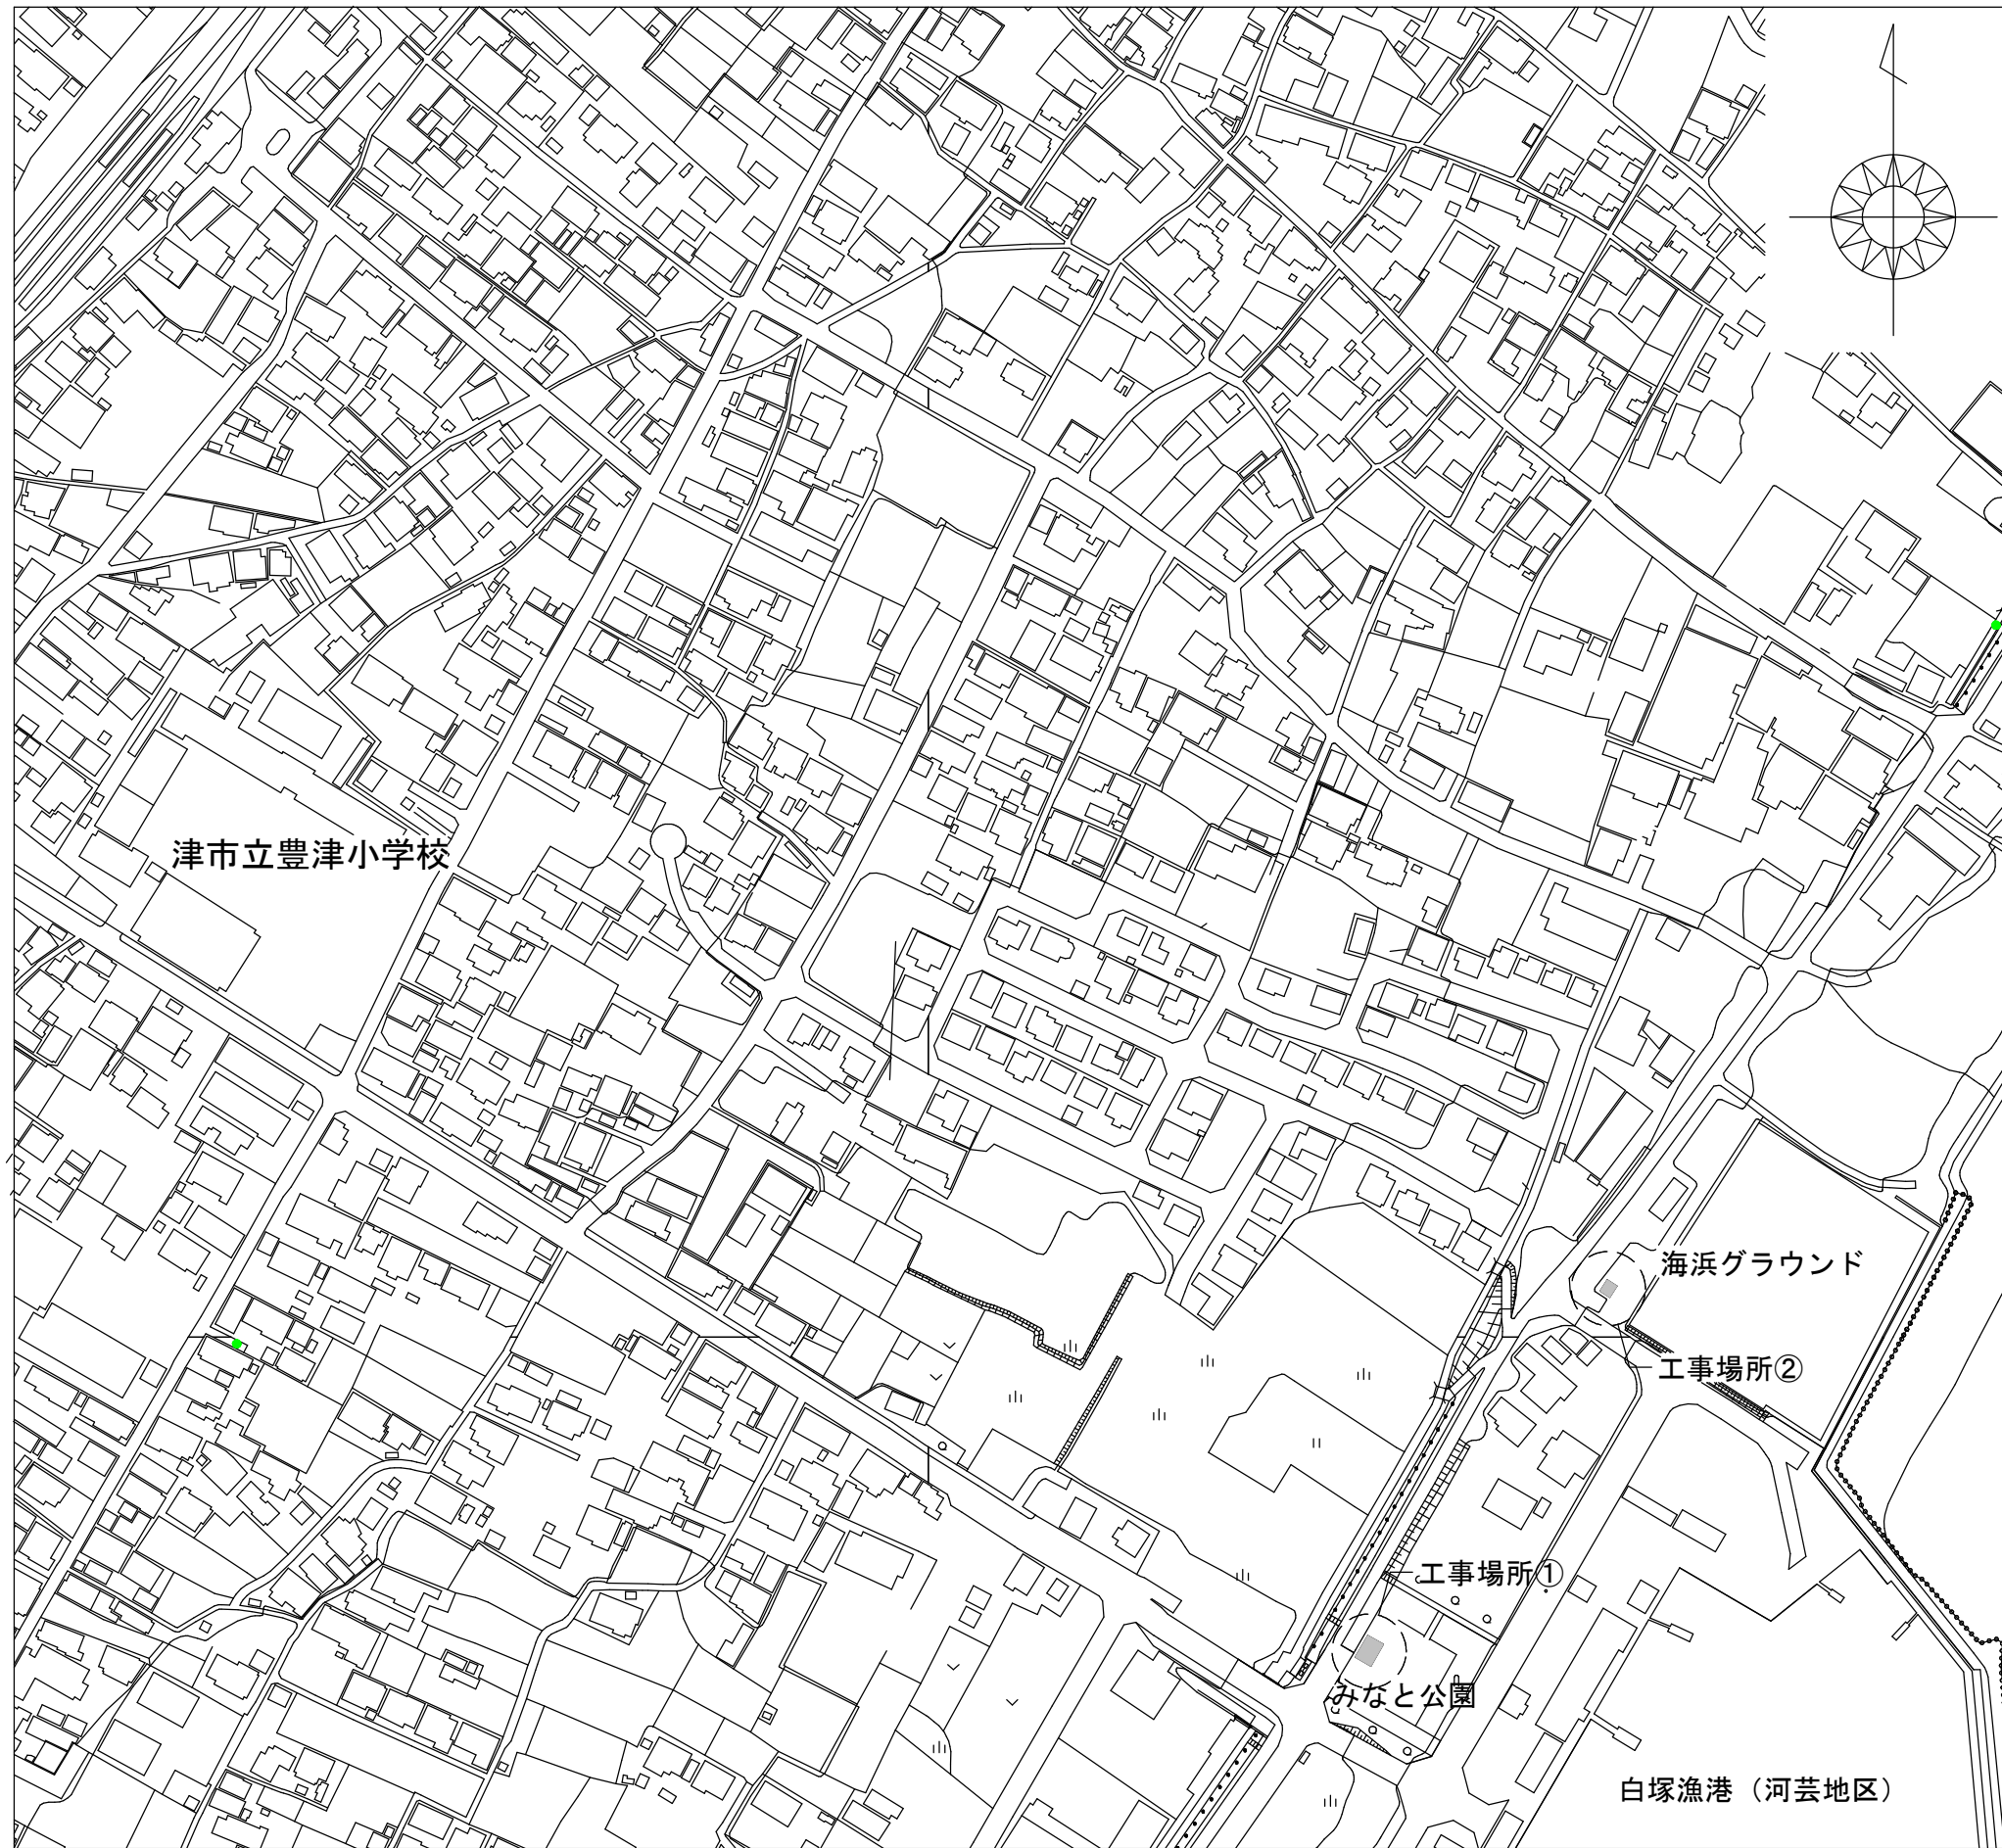 津市立豊津小学校
海浜グラウンド
工事場所②
工事場所①
みなと公園
白塚漁港（河芸地区）